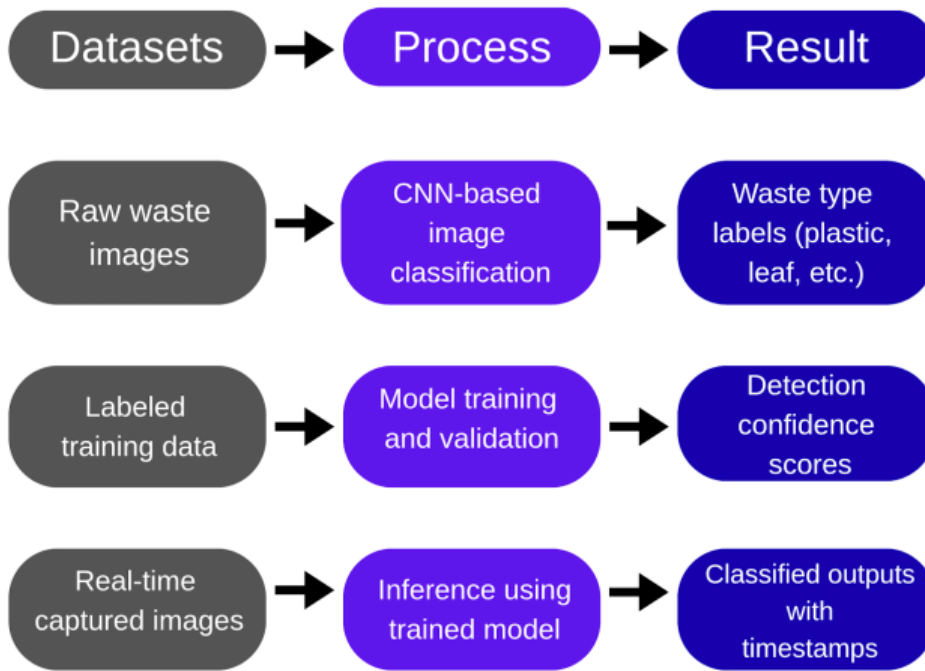 Datasets
Process
Result
Raw waste
images
CNN-based
image
classification
Waste type
labels (plastic,
leaf, etc.)
Labeled
training data
Model training
and validation
Detection
confidence
scores
Real-time
captured images
Inference using
trained model
Classified outputs
with
timestamps